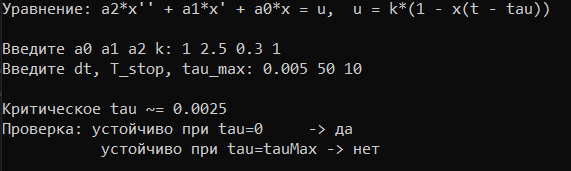 Уравнение: a2*x'' + a1*x' + a0*x = u,  u = k*(1 - x(t - tau))
Введите a0 a1 a2 k: 1 2.5 0.3 1
Введите dt, T_stop, tau_max: 0.005 50 10
Критическое tau ~= 0.0025
Проверка: устойчиво при tau=0     -> да
          устойчиво при tau=tauMax -> нет